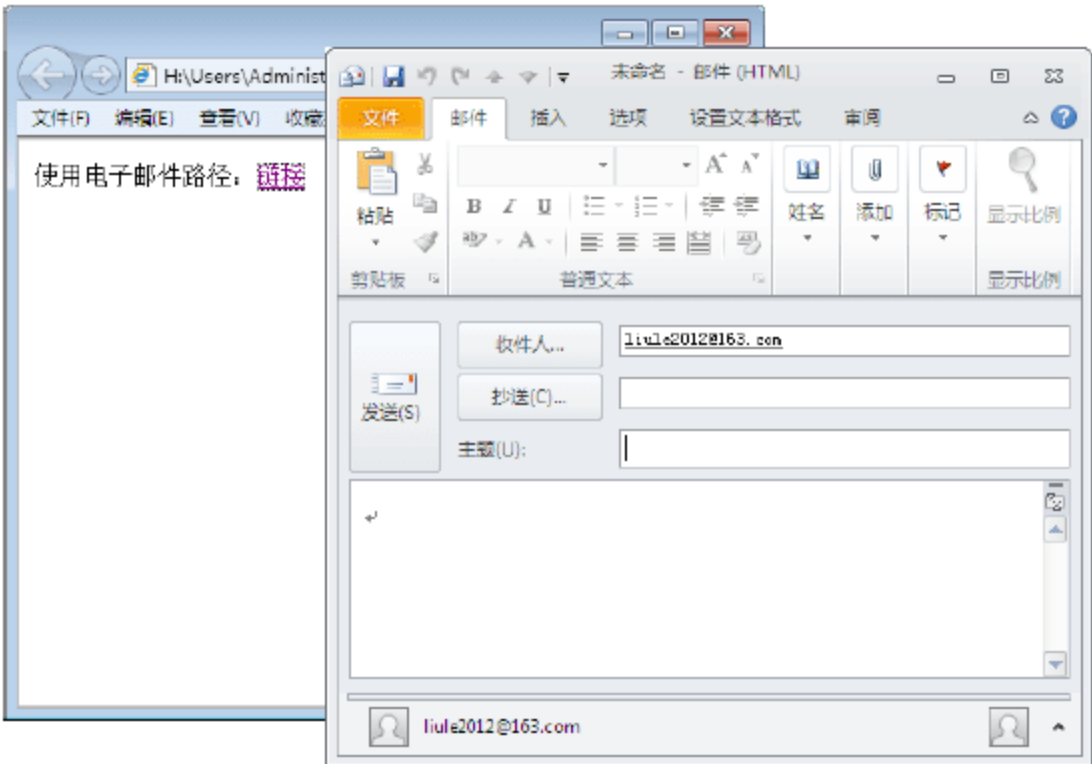 未命名 - 邮件 (HTML)
H:\Users\Administ
文件(F) 编辑(E) 查看(V) 收藏
文件 邮件 插入 选项 设置文本格式 审阅
使用电子邮件路径：链接
粘贴
B I U
A
姓名 添加 标记 显示比例
剪贴板 普通文本 显示比例
收件人... liule2012@163.com
发送(S)
抄送(C)...
主题(U):
liule2012@163.com